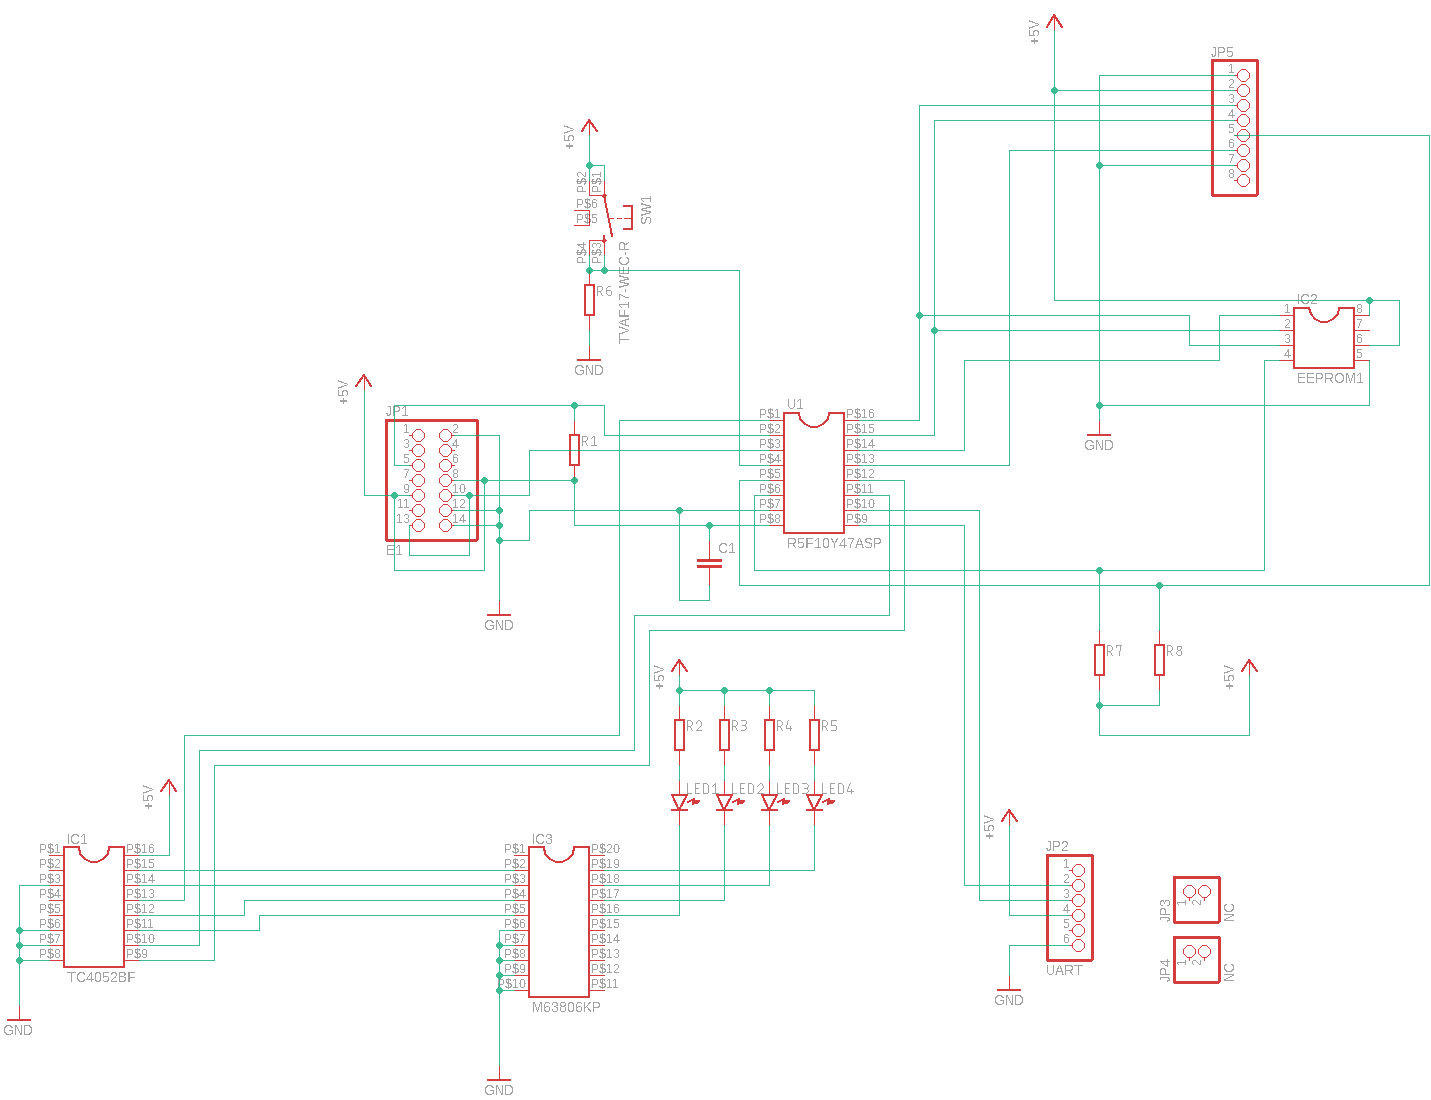 +5V
JP5
1
2
3
4
5
6
7
8
+5V
P$2
P$1
P$6
P$5
P$4
P$3
SW1
TVAF17-WEC-R
R6
GND
IC2
1
2
3
4
8
7
6
5
EEPROM1
GND
+5V
JP1
1
3
5
7
9
11
13
2
4
6
8
10
12
14
E1
R1
GND
C1
U1
P$1
P$2
P$3
P$4
P$5
P$6
P$7
P$8
P$16
P$15
P$14
P$13
P$12
P$11
P$10
P$9
R5F10Y47ASP
R7
R8
+5V
+5V
R2
R3
R4
R5
LED1
LED2
LED3
LED4
+5V
IC1
P$1
P$2
P$3
P$4
P$5
P$6
P$7
P$8
P$16
P$15
P$14
P$13
P$12
P$11
P$10
P$9
TC4052BF
GND
IC3
P$1
P$2
P$3
P$4
P$5
P$6
P$7
P$8
P$9
P$10
P$20
P$19
P$18
P$17
P$16
P$15
P$14
P$13
P$12
P$11
M63806KP
GND
+5V
JP2
1
2
3
4
5
6
UART
GND
JP3
1
2
NC
JP4
1
2
NC